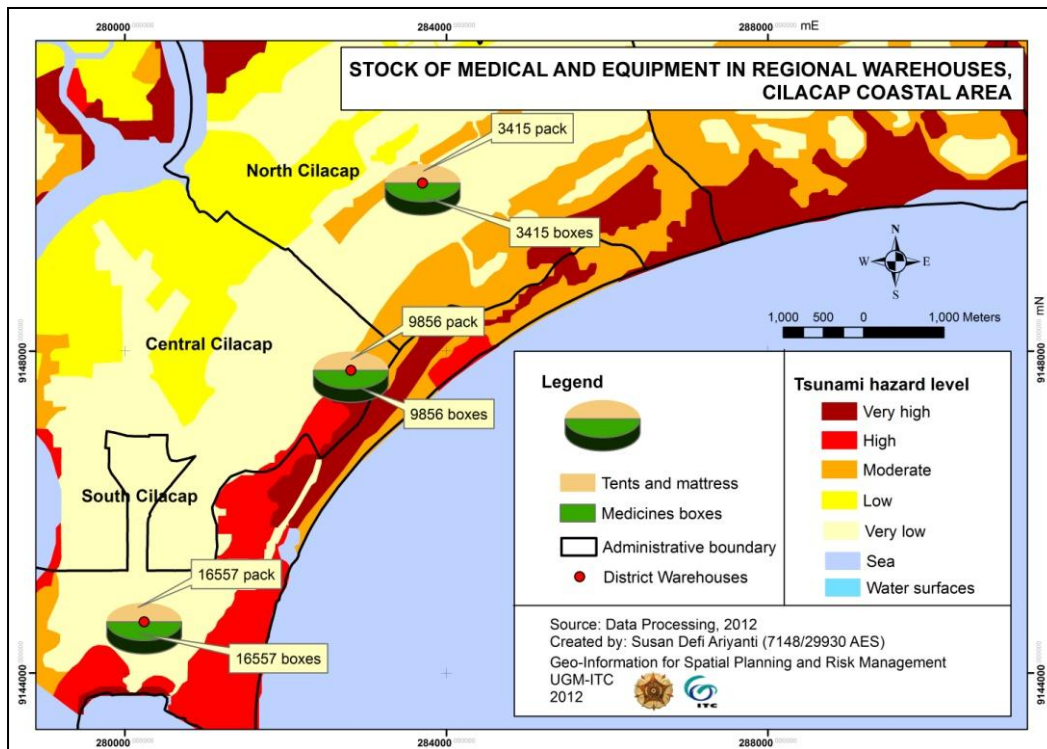 280000
284000
288000
mE
STOCK OF MEDICAL AND EQUIPMENT IN REGIONAL WAREHOUSES,
CILACAP COASTAL AREA
3415 pack
North Cilacap
3415 boxes
N
W
E
S
mN
9856 pack
1,000 500 0 1,000 Meters
Central Cilacap
9148000
9148000
9856 boxes
South Cilacap
16557 pack
16557 boxes
Legend
Tents and mattress
Medicines boxes
Administrative boundary
District Warehouses
Tsunami hazard level
Very high
High
Moderate
Low
Very low
Sea
Water surfaces
Source: Data Processing, 2012
Created by: Susan Defi Ariyanti (7148/29930 AES)
Geo-Information for Spatial Planning and Risk Management
UGM-ITC
2012
ITC
9144000
9144000
280000
284000
288000